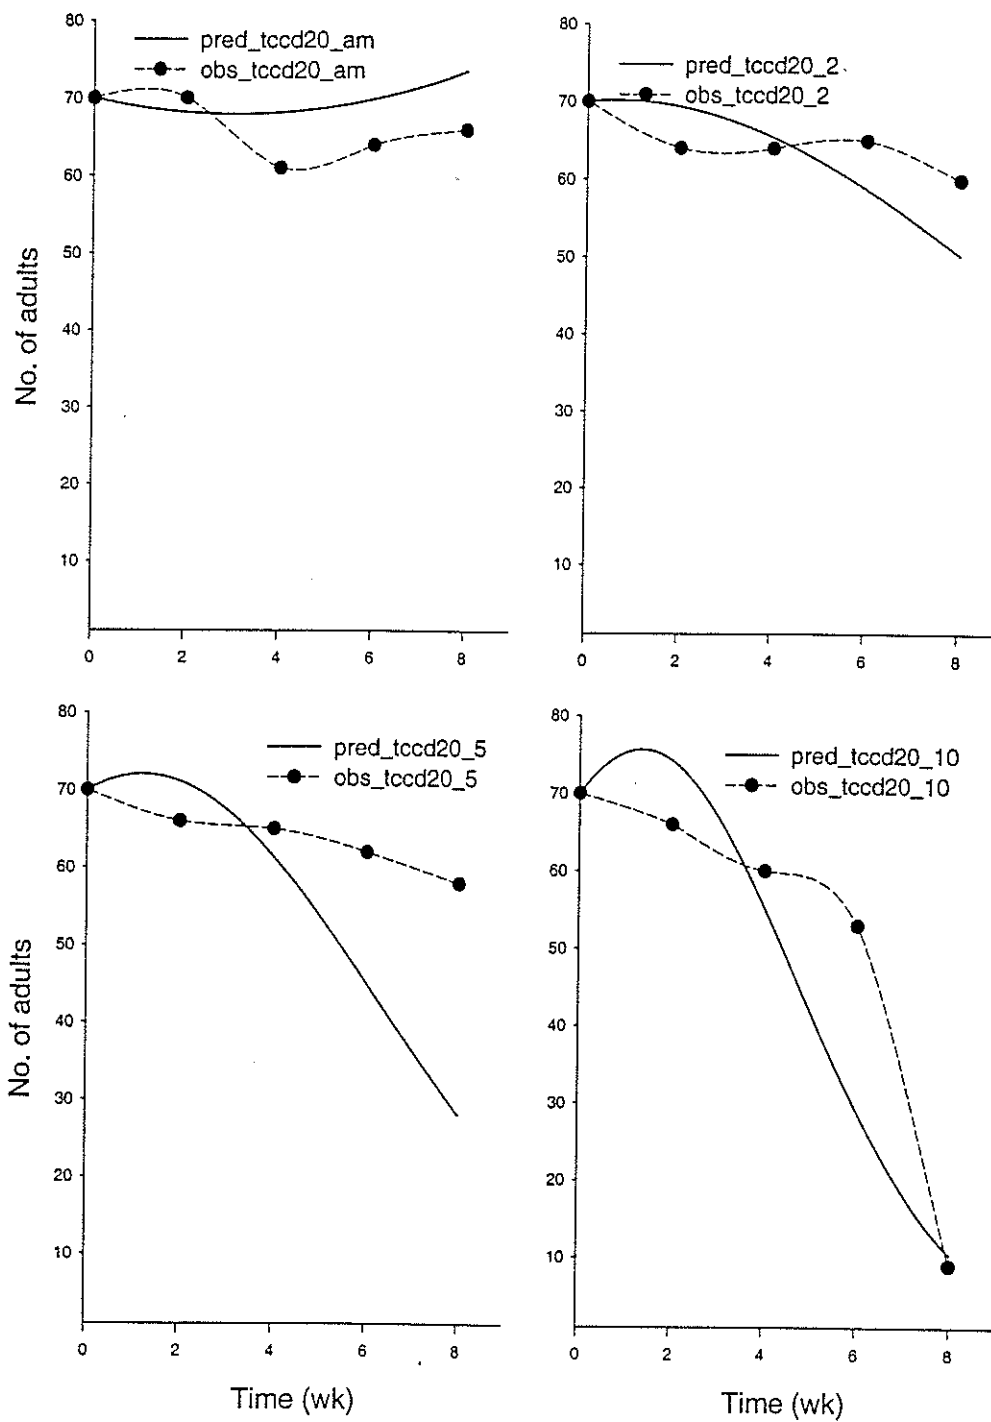 80
pred_tccd20_am
obs_tccd20_am
70
60
50
40
30
20
10
0 2 4 6 8
No. of adults
80
pred_tccd20_2
obs_tccd20_2
70
60
50
40
30
20
10
0 2 4 6 8
80
pred_tccd20_5
obs_tccd20_5
70
60
50
40
30
20
10
0 2 4 6 8
No. of adults
Time (wk)
80
pred_tccd20_10
obs_tccd20_10
70
60
50
40
30
20
10
0 2 4 6 8
Time (wk)